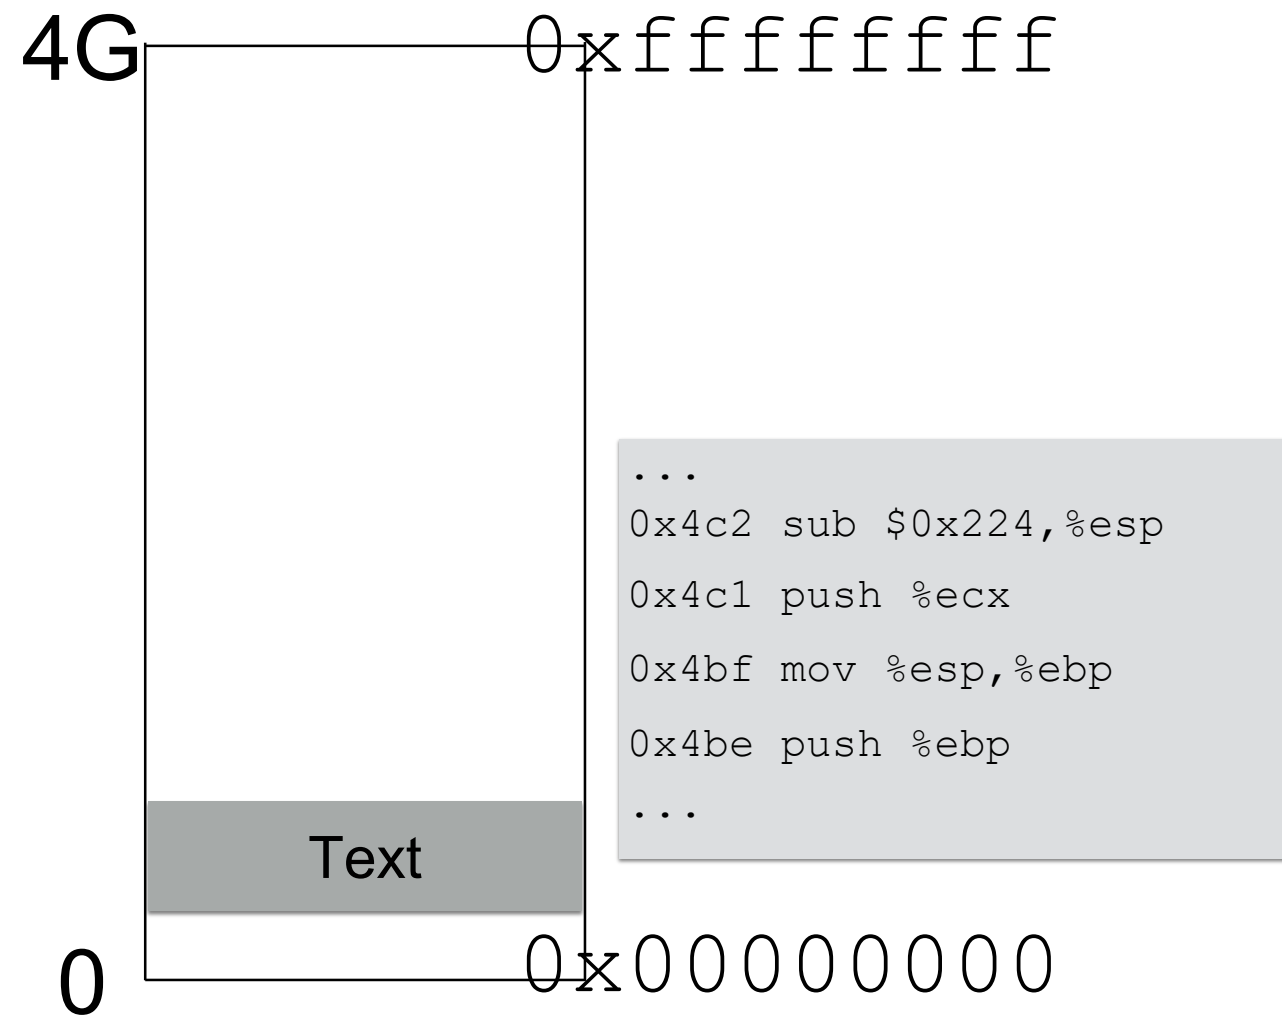 4G
0xffffffff
...
0x4c2 sub $0x224,%esp
0x4c1 push %ecx
0x4bf mov %esp,%ebp
0x4be push %ebp
...
Text
0
0x00000000